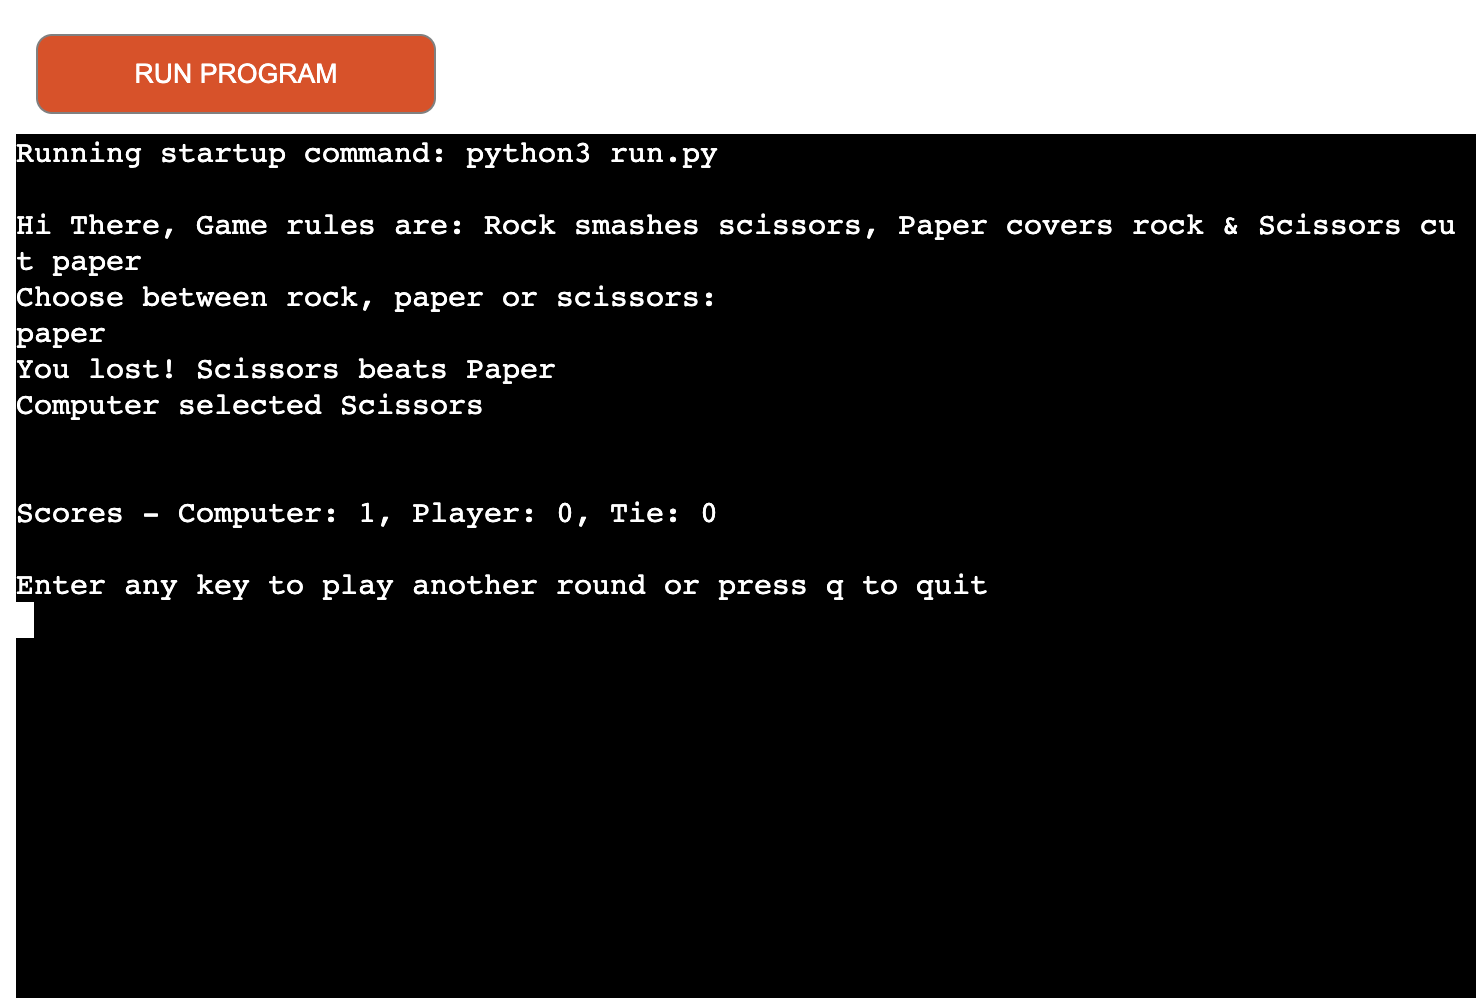 RUN PROGRAM
Running startup command: python3 run.py
Hi There, Game rules are: Rock smashes scissors, Paper covers rock & Scissors cu
t paper
Choose between rock, paper or scissors:
paper
You lost! Scissors beats Paper
Computer selected Scissors
Scores - Computer: 1, Player: 0, Tie: 0
Enter any key to play another round or press q to quit